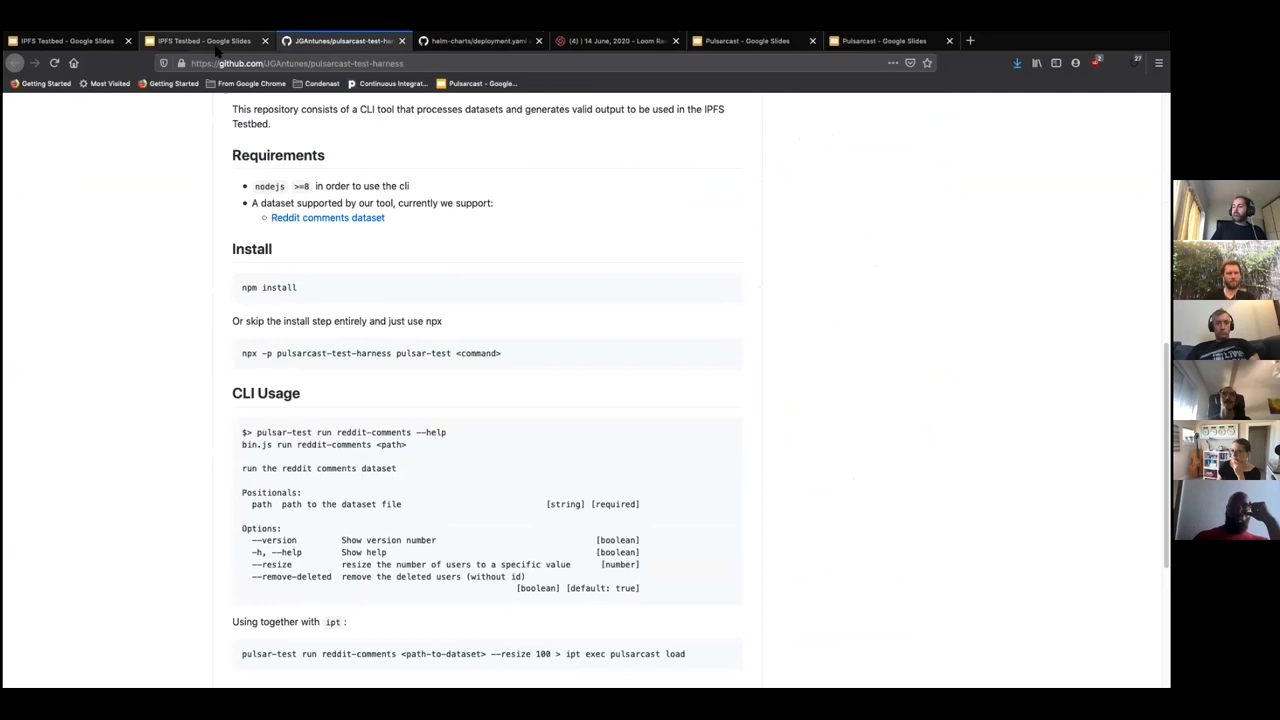 IPFS Testbed - Google Slides
IPFS Testbed - Google Slides
JGAntunes/pulsarcast-test-har
helm-charts/deployment.yaml
(4) | 14 June, 2020 - Loom Re
Pulsarcast - Google Slides
Pulsarcast - Google Slides
https://github.com/JGAntunes/pulsarcast-test-harness
Getting Started
Most Visited
Getting Started
From Google Chrome
Condenast
Continuous Integrat...
Pulsarcast - Google...
This repository consists of a CLI tool that processes datasets and generates valid output to be used in the IPFS
Testbed.
Requirements
nodejs >=8 in order to use the cli
A dataset supported by our tool, currently we support:
Reddit comments dataset
Install
npm install
Or skip the install step entirely and just use npx
npx -p pulsarcast-test-harness pulsar-test <command>
CLI Usage
$> pulsar-test run reddit-comments --help
bin.js run reddit-comments <path>
run the reddit comments dataset
Positionals:
path path to the dataset file [string] [required]
Options:
--version Show version number [boolean]
-h, --help Show help [boolean]
--resize resize the number of users to a specific value [number]
--remove-deleted remove the deleted users (without id)
[boolean] [default: true]
Using together with ipt :
pulsar-test run reddit-comments <path-to-dataset> --resize 100 > ipt exec pulsarcast load